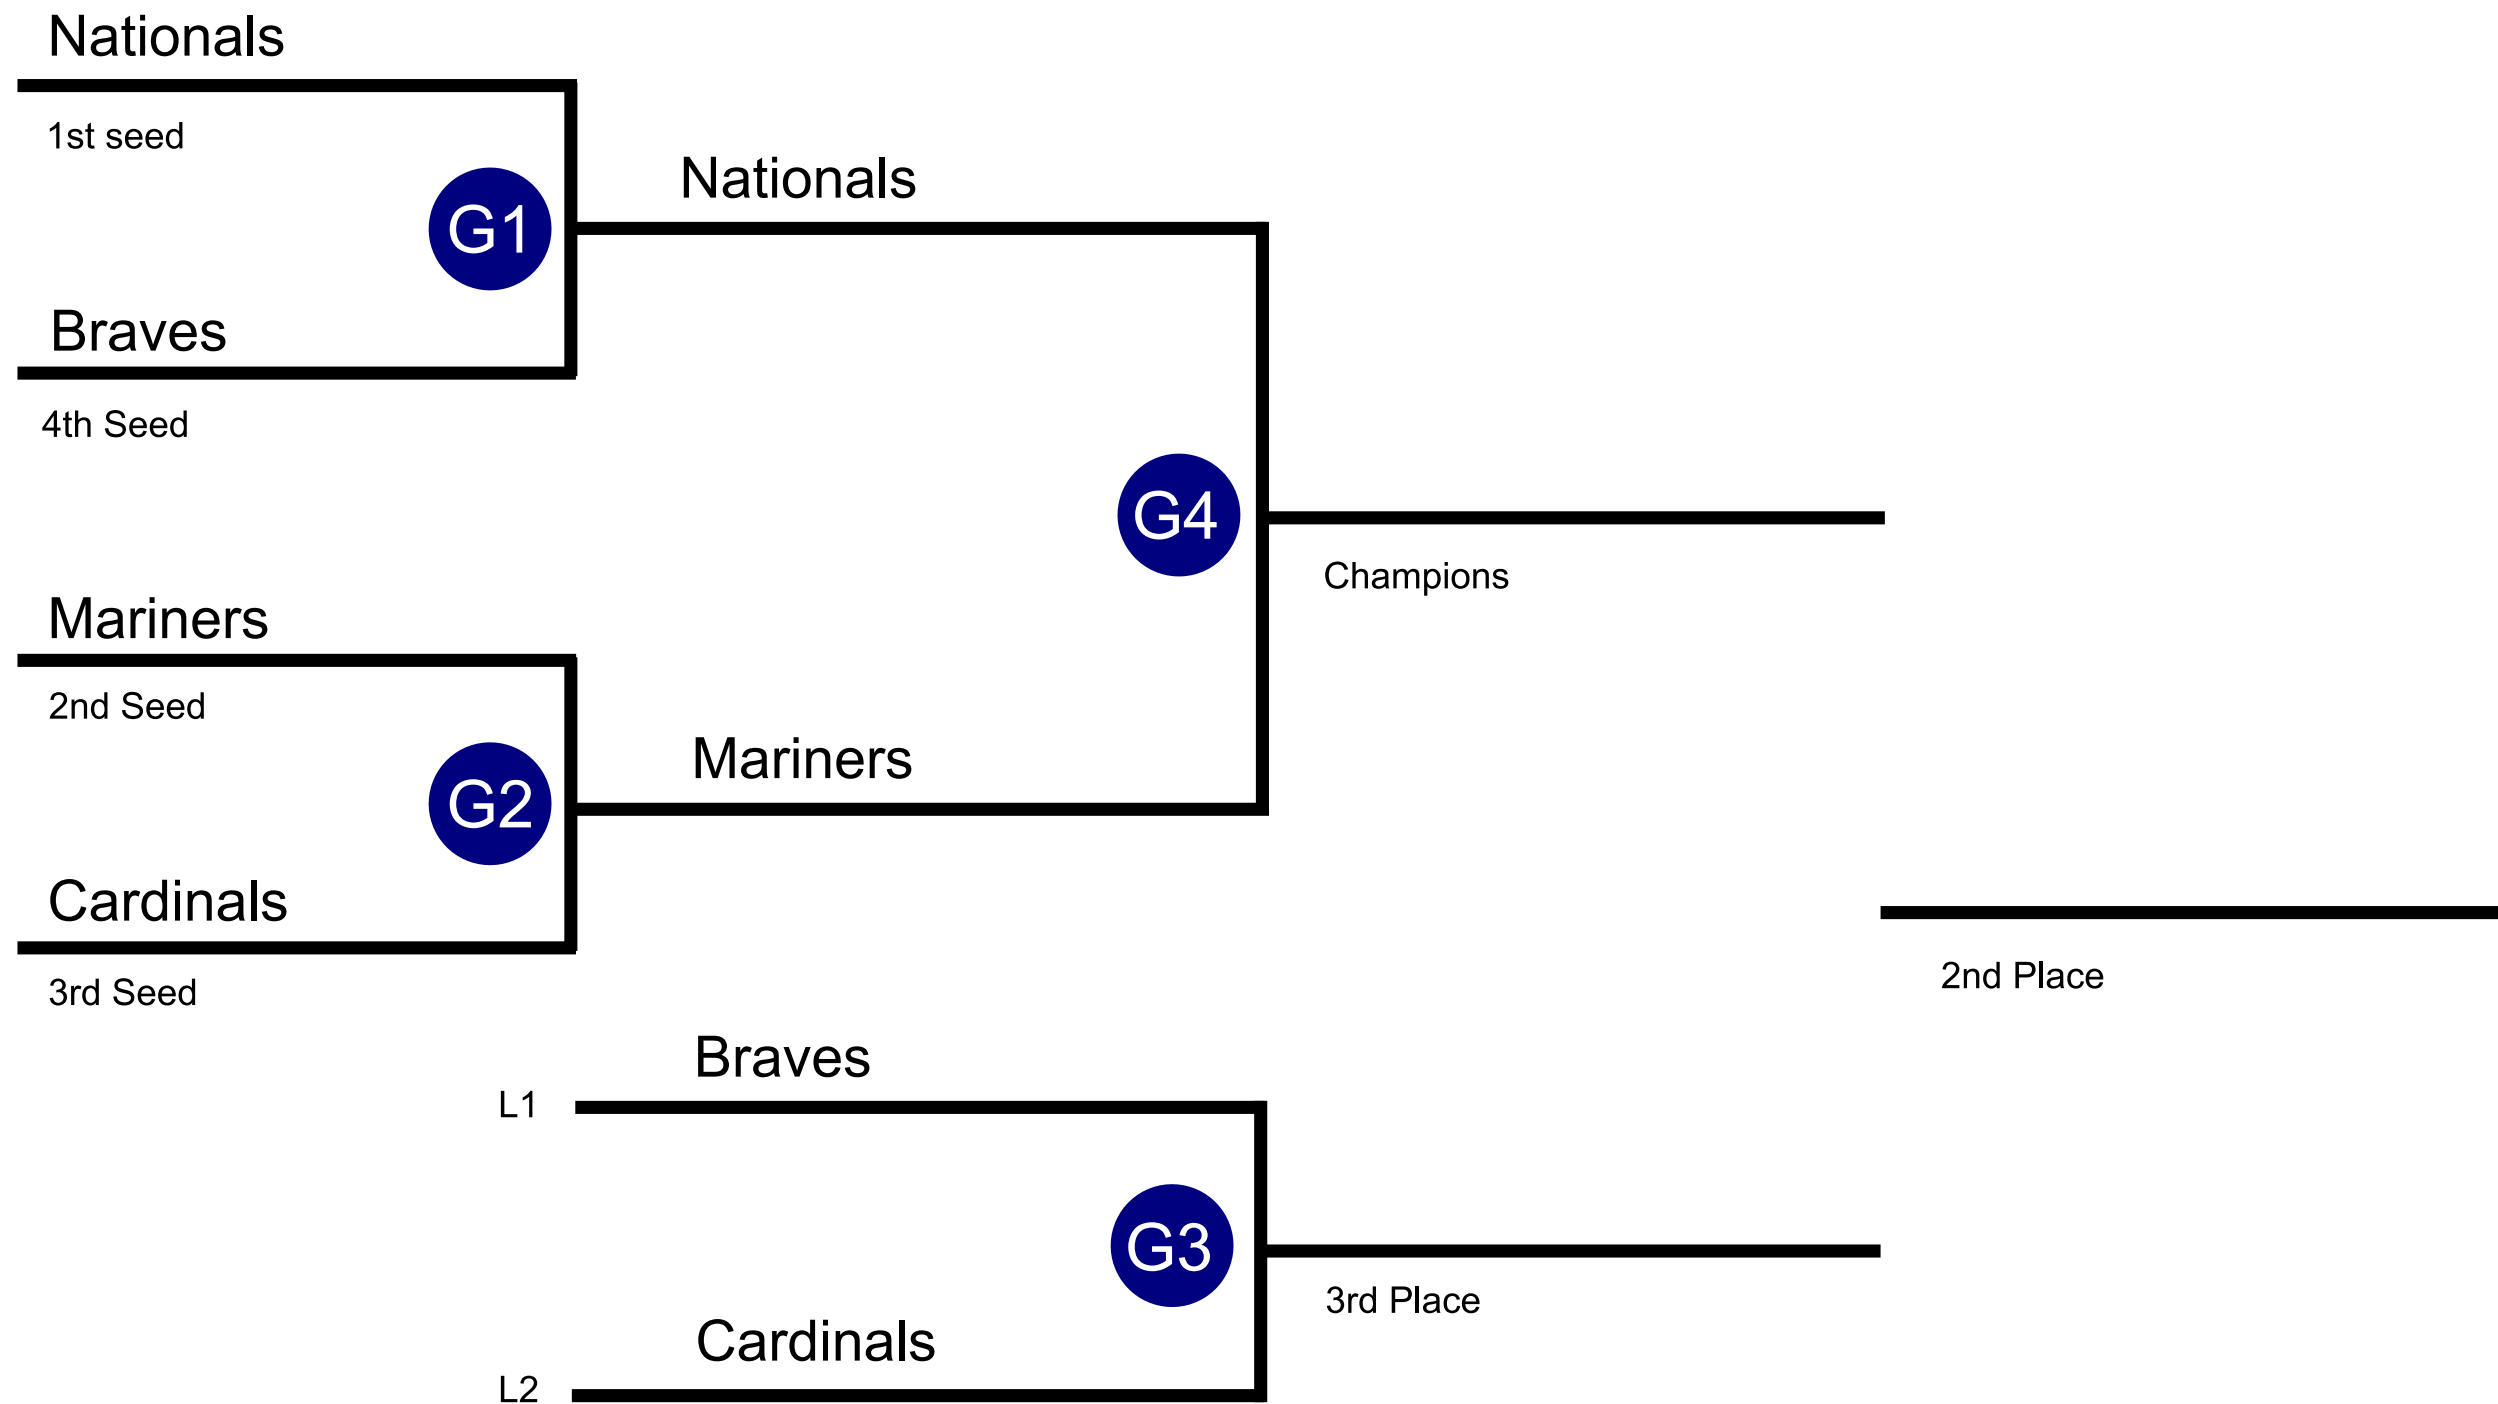 Nationals
1st seed
G1
Nationals
Braves
4th Seed
G4
Champions
Mariners
2nd Seed
G2
Mariners
Cardinals
3rd Seed
2nd Place
Braves
L1
G3
3rd Place
Cardinals
L2